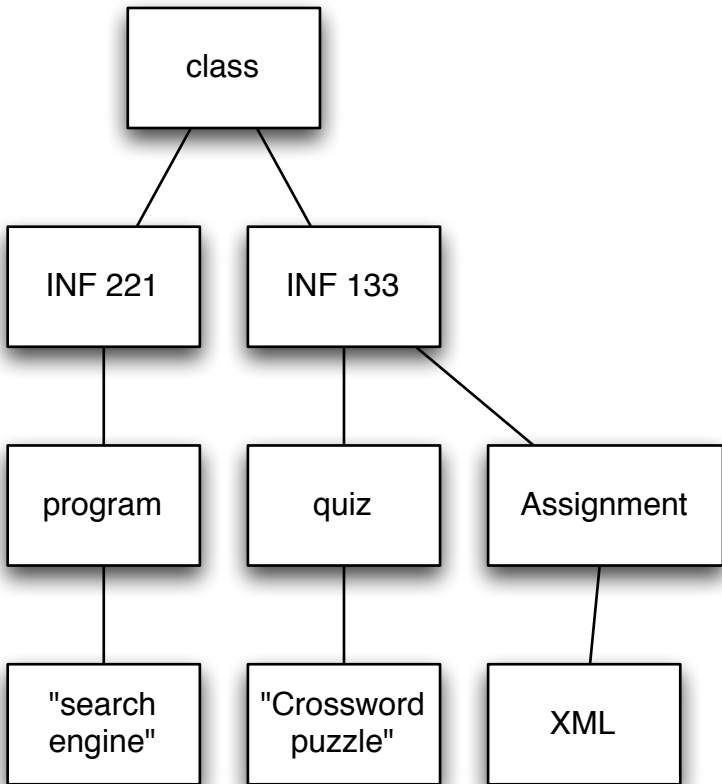 class
INF 221
INF 133
program
quiz
Assignment
"search
engine"
"Crossword
puzzle"
XML